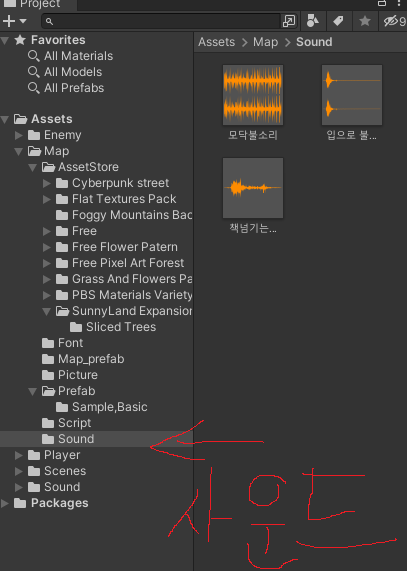 Project
9
Favorites
All Materials
All Models
All Prefabs
Assets
Enemy
Map
AssetStore
Cyberpunk street
Flat Textures Pack
Foggy Mountains Bac
Free
Free Flower Patern
Free Pixel Art Forest
Grass And Flowers Pa
PBS Materials Variety
SunnyLand Expansion
Sliced Trees
Font
Map_prefab
Picture
Prefab
Sample,Basic
Script
Sound
Player
Scenes
Sound
Packages
Assets > Map > Sound
모닥불소리
입으로 불...
책넘기는...
사운드